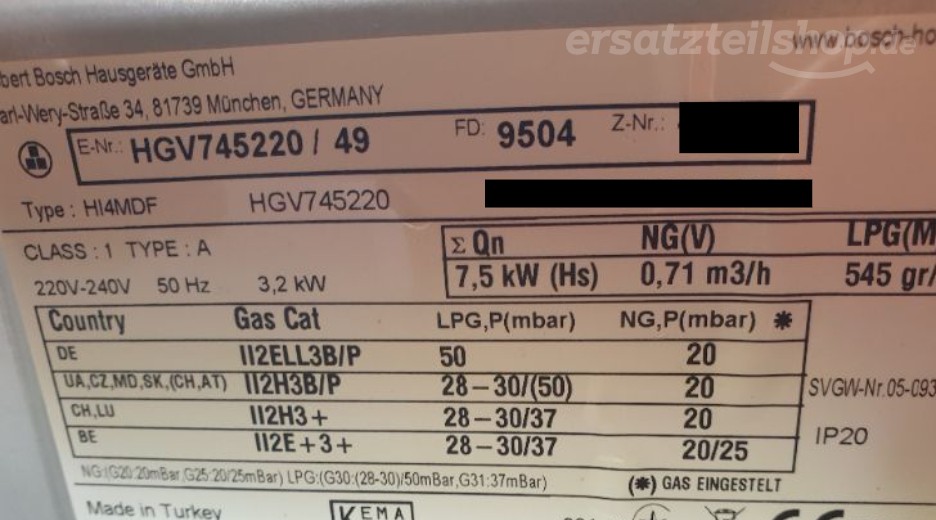 ersatzteilshop.de
www.bosch-ho
bert Bosch Hausgeräte GmbH
arl-Wery-Straße 34, 81739 München, GERMANY
E-Nr.: HGV745220 / 49 FD: 9504 Z-Nr.:
Type : HI4MDF HGV745220
CLASS : 1 TYPE : A
220V-240V 50 Hz 3,2 kW
Σ Qn NG(V) LPG(M
7,5 kW (Hs) 0,71 m3/h 545 gr/
Country Gas Cat LPG,P(mbar) NG,P(mbar) ✱
DE II2ELL3B/P 50 20
UA,CZ,MD,SK,(CH,AT) II2H3B/P 28–30/(50) 20
CH,LU II2H3+ 28–30/37 20
BE II2E+3+ 28–30/37 20/25
SVGW-Nr.05-093
IP20
NG:(G20:20mBar,G25:20/25mBar) LPG:(G30:(28-30)/50mBar,G31:37mBar)
(✱) GAS EINGESTELT
Made in Turkey KEMA